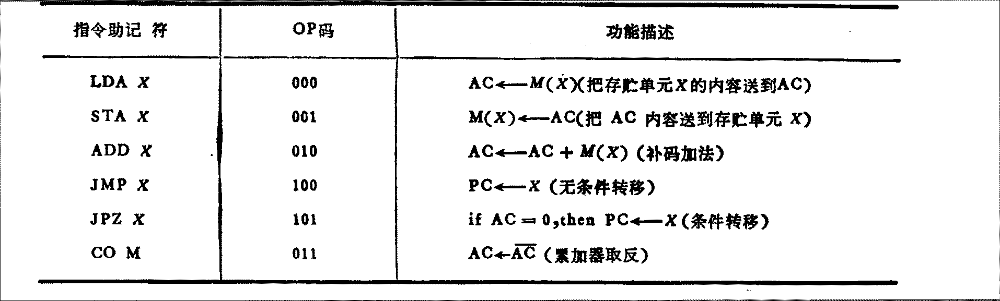 指令助记 符 OP码 功能描述
LDA X 000 AC←M(X)(把存贮单元X的内容送到AC)
STA X 001 M(X)←AC(把 AC 内容送到存贮单元 X)
ADD X 010 AC←AC + M(X) (补码加法)
JMP X 100 PC←X (无条件转移)
JPZ X 101 if AC = 0,then PC←X(条件转移)
CO M 011 AC←A̅C̅ (累加器取反)